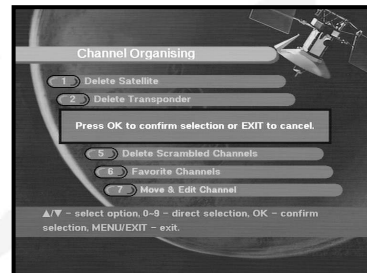 Channel Organising
1 Delete Satellite
2 Delete Transponder
Press OK to confirm selection or EXIT to cancel.
5 Delete Scrambled Channels
6 Favorite Channels
7 Move & Edit Channel
▲/▼ – select option, 0~9 – direct selection, OK – confirm
selection, MENU/EXIT – exit.